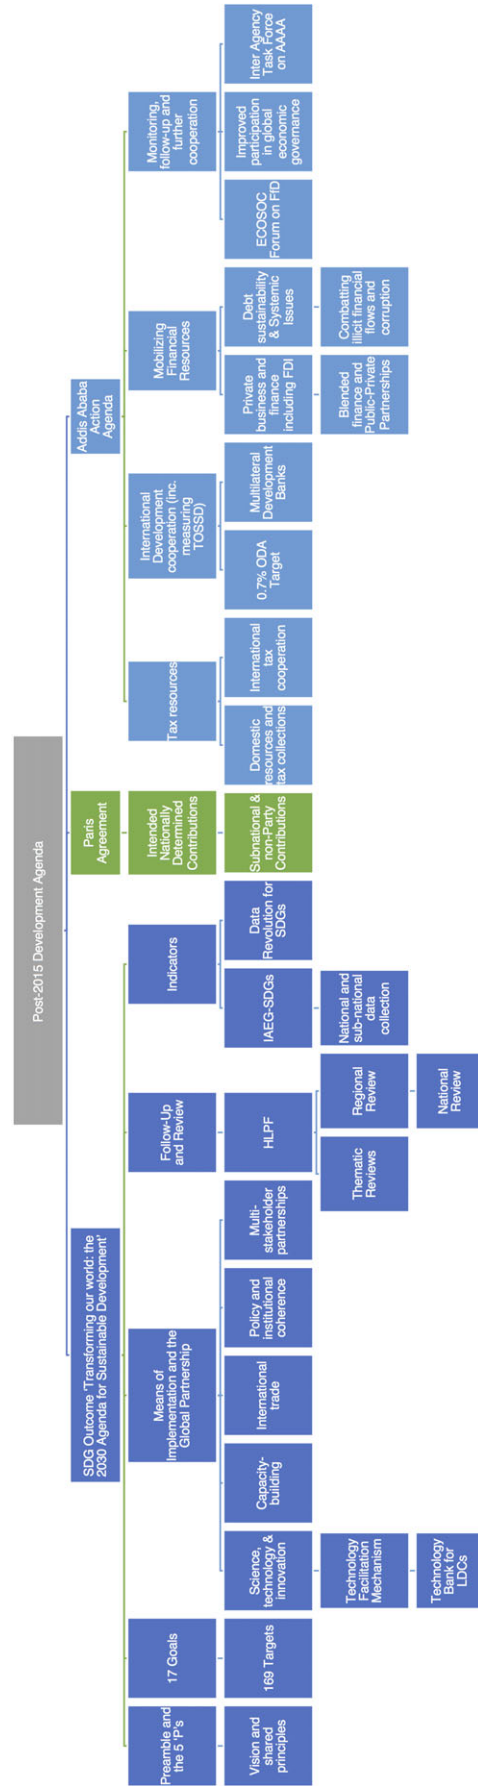 Post-2015 Development Agenda
SDG Outcome 'Transforming our world: the
2030 Agenda for Sustainable Development'
Preamble and
the 5 'P's
Vision and
shared
principles
17 Goals
169 Targets
Means of
Implementation and the
Global Partnership
Science,
technology &
innovation
Technology
Facilitation
Mechanism
Technology
Bank for
LDCs
Capacity-
building
International
trade
Policy and
institutional
coherence
Multi-
stakeholder
partnerships
Follow-Up
and Review
HLPF
Thematic
Reviews
Regional
Review
National
Review
Indicators
IAEG-SDGs
National and
sub-national
data
collection
Data
Revolution for
SDGs
Paris
Agreement
Intended
Nationally
Determined
Contributions
Subnational &
non-Party
Contributions
Addis Ababa
Action
Agenda
Tax resources
Domestic
resources and
tax collections
International
tax
cooperation
International
Development
cooperation (inc.
measuring
TOSSD)
0.7% ODA
Target
Multilateral
Development
Banks
Mobilizing
Financial
Resources
Private
business and
finance
including FDI
Blended
finance and
Public-Private
Partnerships
Debt
sustainability
& Systemic
Issues
Combatting
illicit financial
flows and
corruption
Monitoring,
follow-up and
further
cooperation
ECOSOC
Forum on FfD
Improved
participation
in global
economic
governance
Inter Agency
Task Force
on AAAA